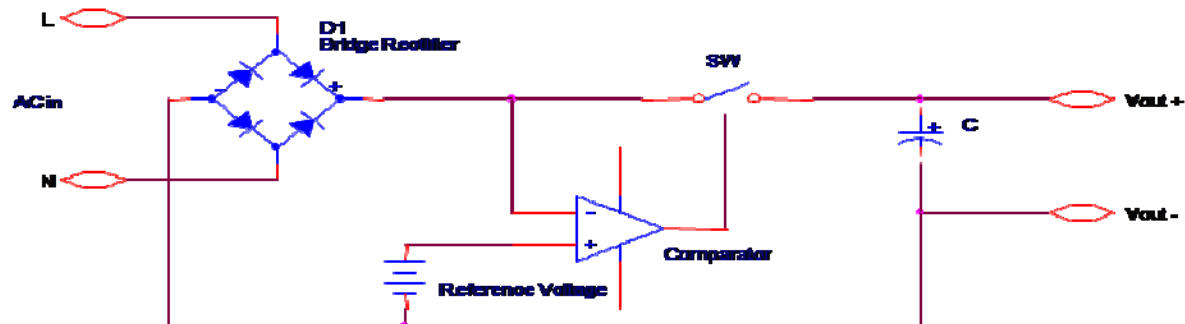 L
D1
Bridge Rectifier
SW
- +
ACin
Vout +
+ C
N
-
Vout -
+
Comparator
Reference Voltage